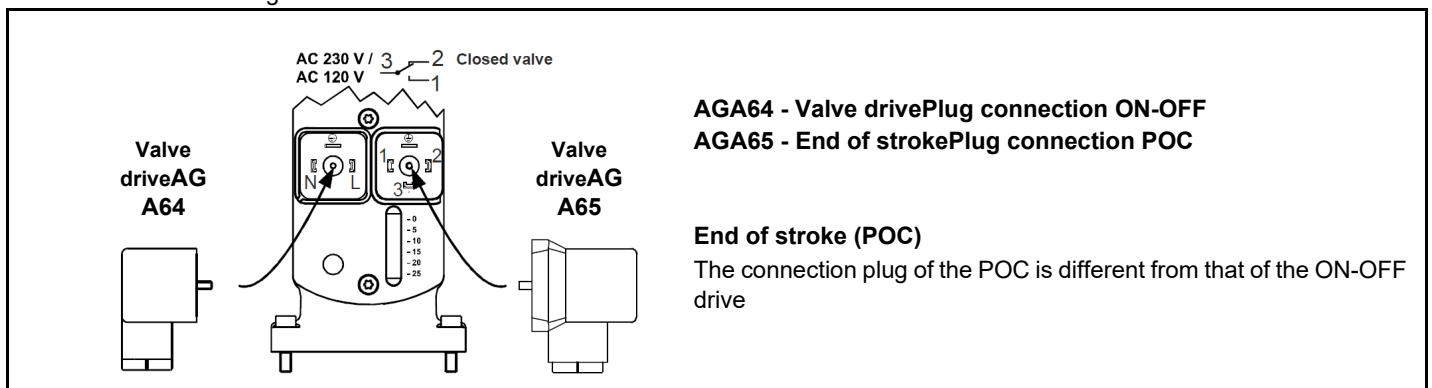 AC 230 V / 3 2 Closed valve
AC 120 V 1
Valve
driveAG
A64
N L
1 2
3
- 0
- 5
- 10
- 15
- 20
- 25
Valve
driveAG
A65
AGA64 - Valve drivePlug connection ON-OFF
AGA65 - End of strokePlug connection POC
End of stroke (POC)
The connection plug of the POC is different from that of the ON-OFF
drive